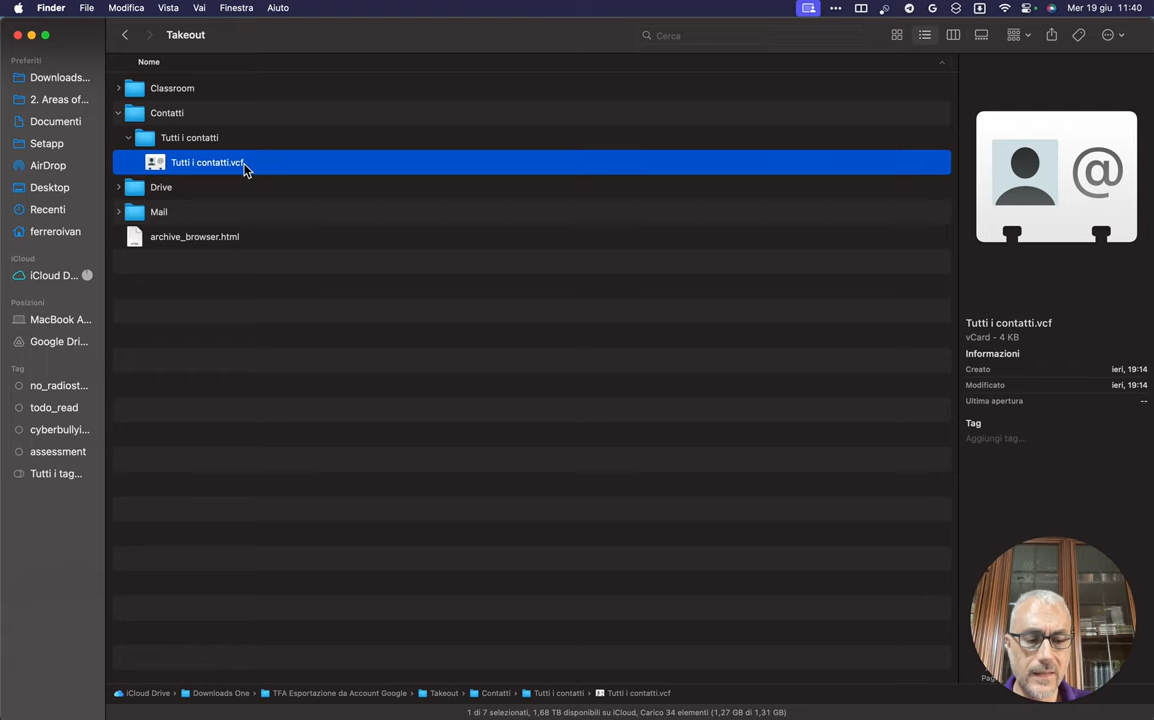 Finder File Modifica Vista Vai Finestra Aiuto Mer 19 giu 11:40
Takeout Cerca
Preferiti
Downloads...
2. Areas of...
Documenti
Setapp
AirDrop
Desktop
Recenti
ferreroivan
iCloud
iCloud D...
Posizioni
MacBook A...
Google Dri...
Tag
no_radiost...
todo_read
cyberbullyi...
assessment
Tutti i tag...
Nome
Classroom
Contatti
Tutti i contatti
Tutti i contatti.vcf
Drive
Mail
archive_browser.html
@
Tutti i contatti.vcf
vCard - 4 KB
Informazioni
Creato ieri, 19:14
Modificato ieri, 19:14
Ultima apertura --
Tag
Aggiungi tag...
iCloud Drive › Downloads One › TFA Esportazione da Account Google › Takeout › Contatti › Tutti i contatti › Tutti i contatti.vcf
1 di 7 selezionati, 1,68 TB disponibili su iCloud, Carico 34 elementi (1,27 GB di 1,31 GB)